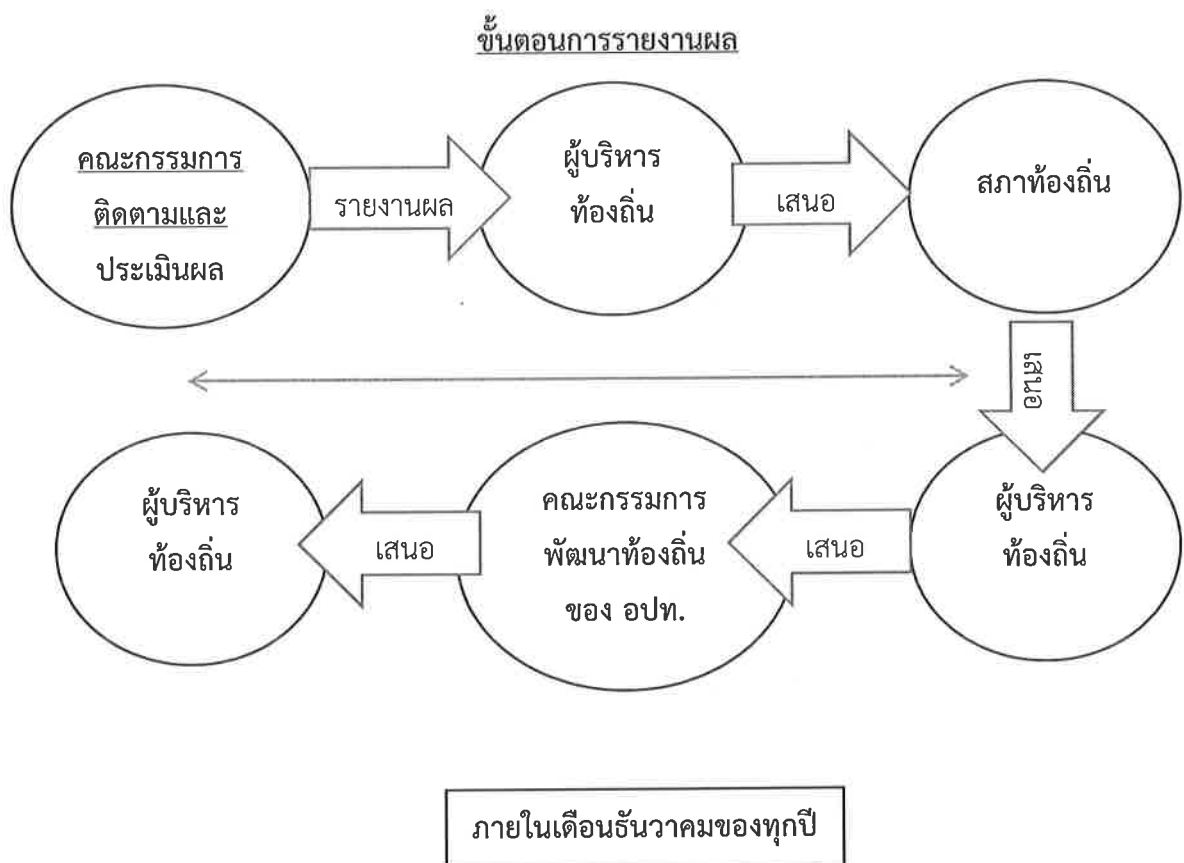 ขั้นตอนการรายงานผล
คณะกรรมการ
ติดตามและ
ประเมินผล
รายงานผล
ผู้บริหาร
ท้องถิ่น
เสนอ
สภาท้องถิ่น
เสนอ
ผู้บริหาร
ท้องถิ่น
เสนอ
คณะกรรมการ
พัฒนาท้องถิ่น
ของ อปท.
เสนอ
ผู้บริหาร
ท้องถิ่น
ภายในเดือนธันวาคมของทุกปี